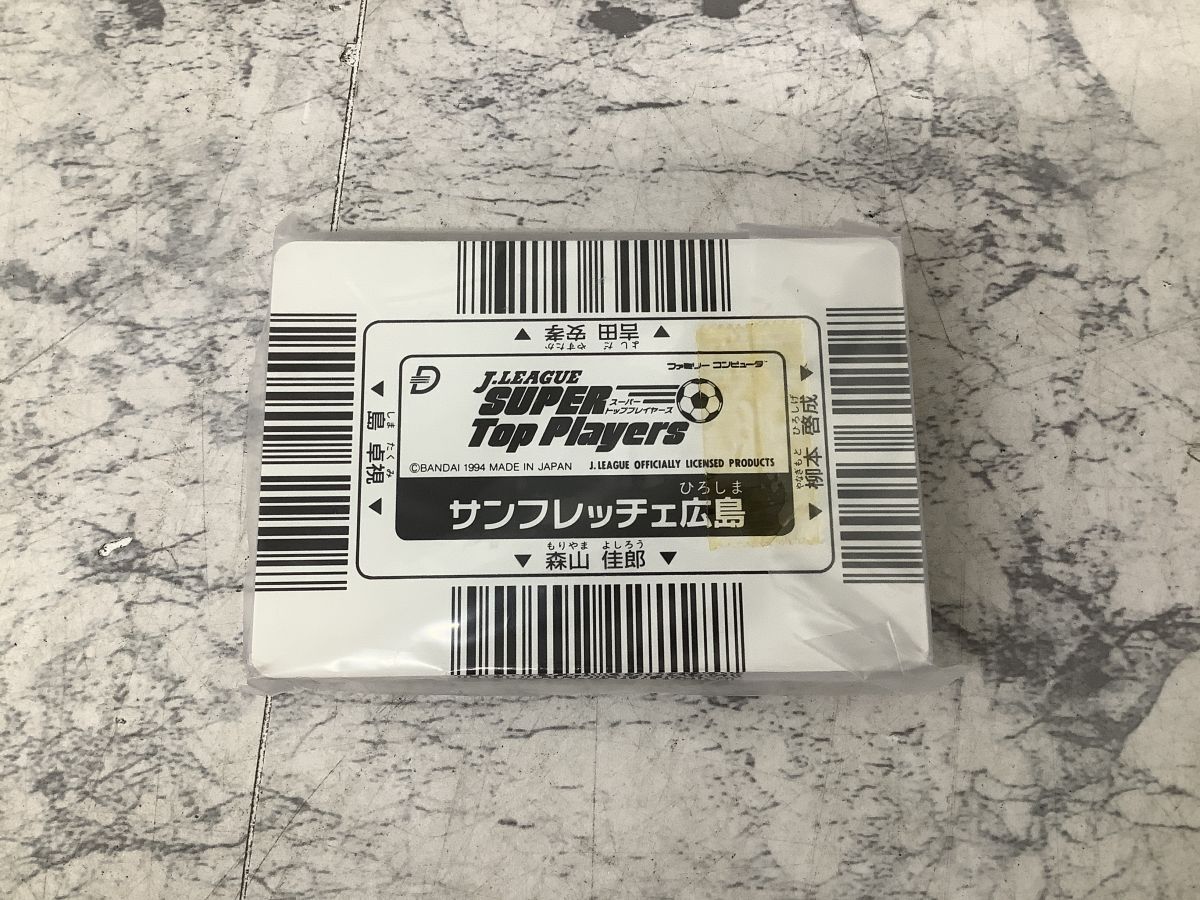 よしだ やすたか
▲ 吉田 安孝 ▲
ファミリー コンピュータ™
J.LEAGUE
SUPER
スーパー
トッププレイヤーズ
Top Players
©BANDAI 1994 MADE IN JAPAN
J.LEAGUE OFFICIALLY LICENSED PRODUCTS
ひろしま
サンフレッチェ広島
しま たくみ
▼ 島 卓視 ▼
やなぎもと ひろしげ
▲ 柳本 啓成 ▲
もりやま よしろう
▼ 森山 佳郎 ▼